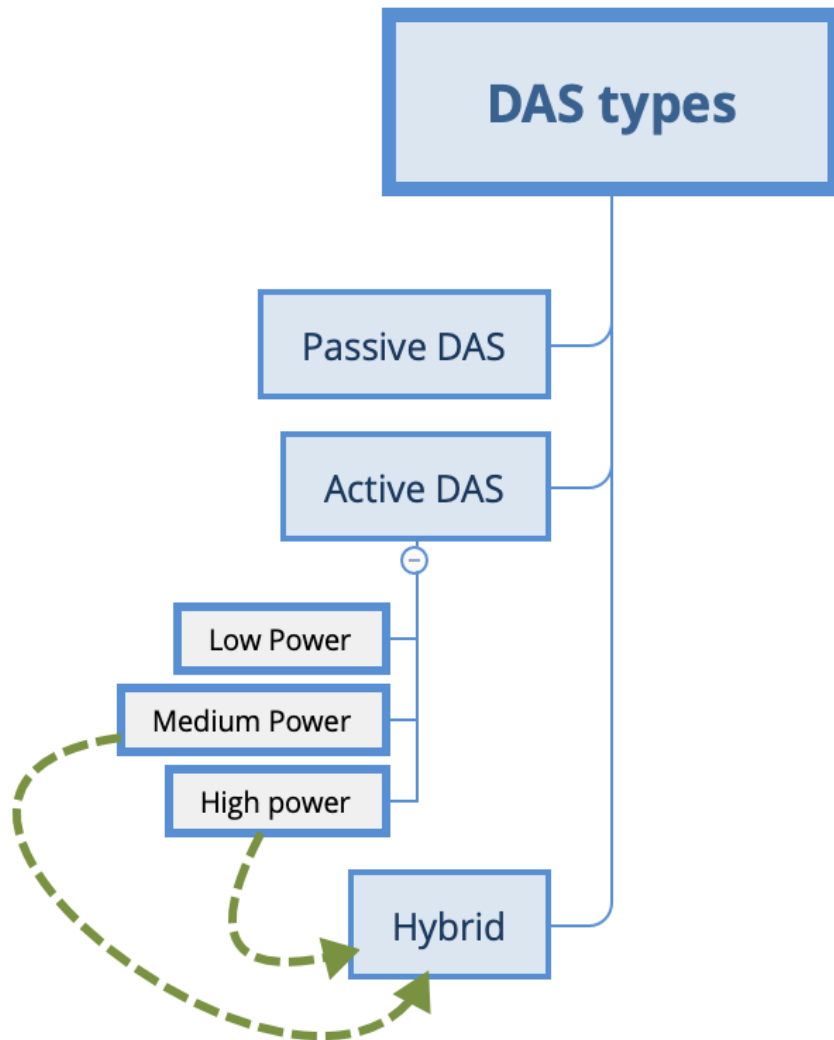 DAS types
Passive DAS
Active DAS
Low Power
Medium Power
High power
Hybrid